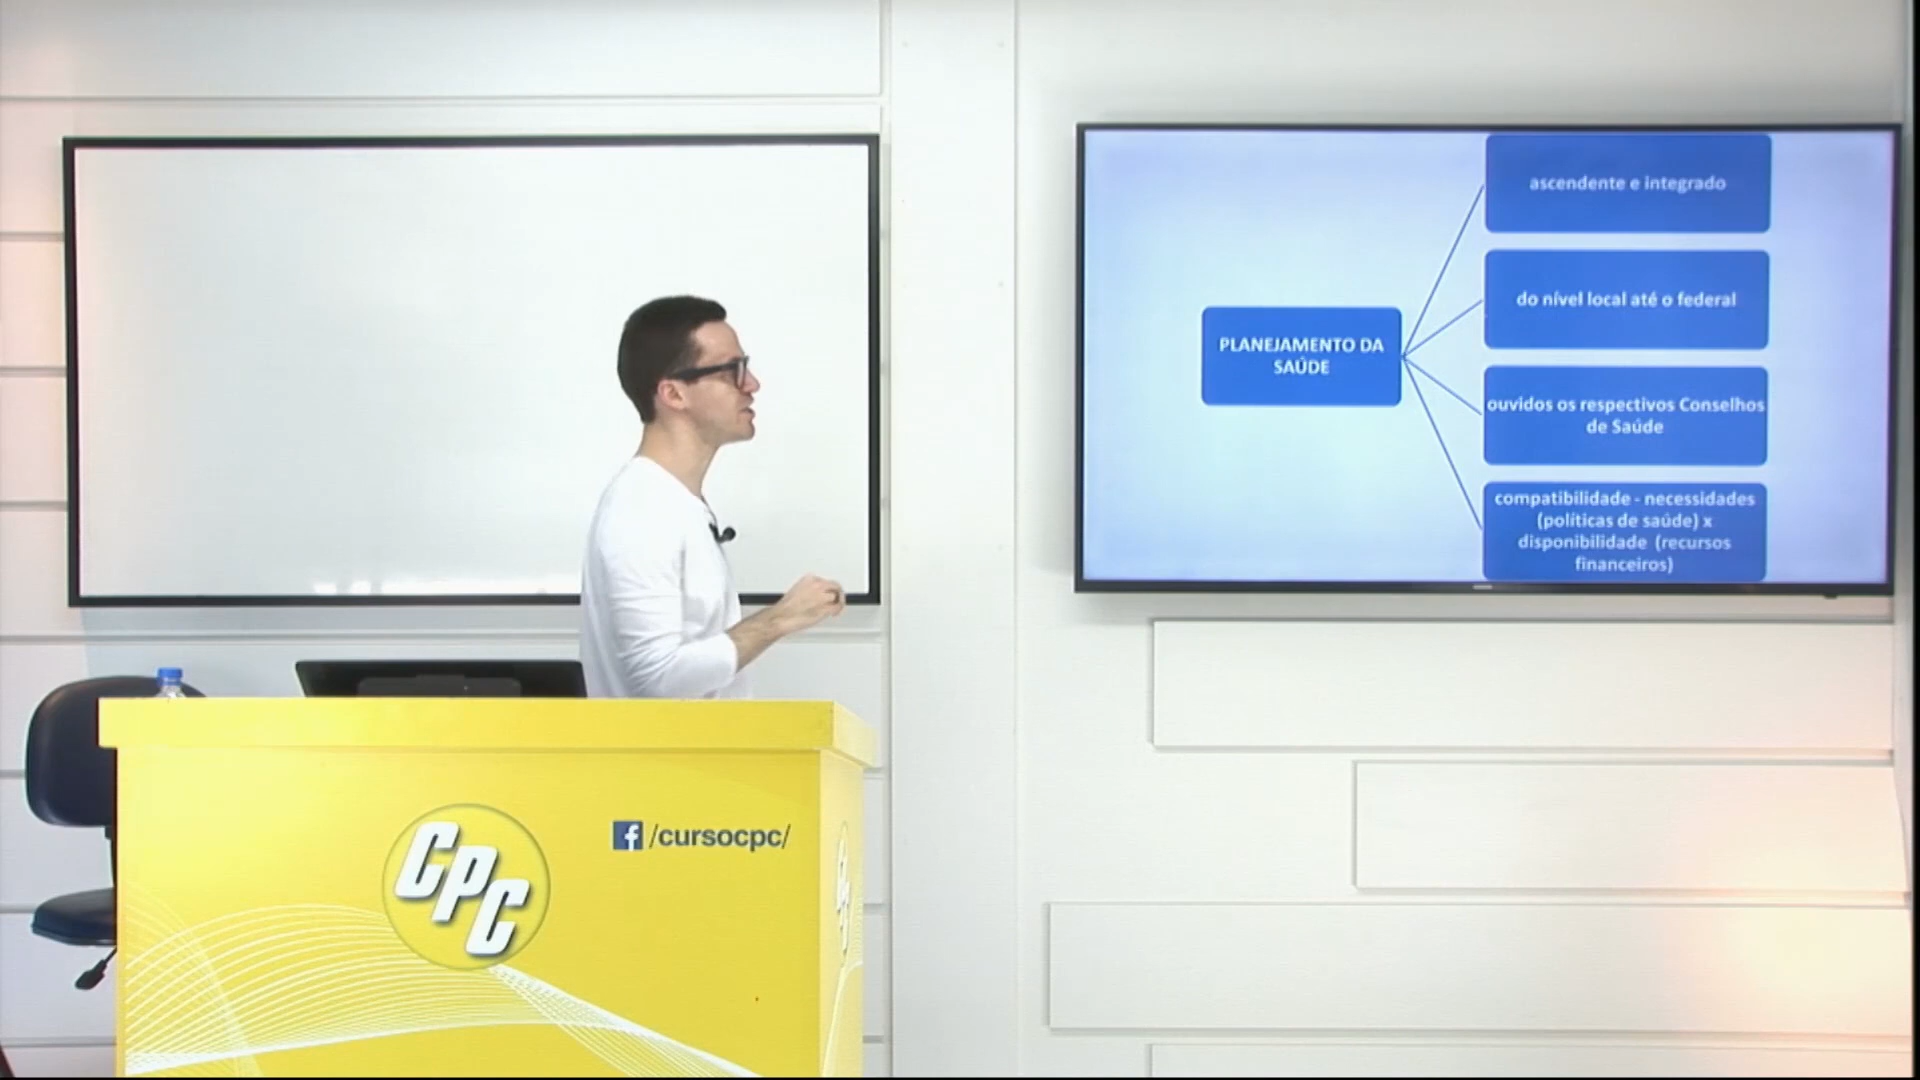 PLANEJAMENTO DA
SAÚDE
ascendente e integrado
do nível local até o federal
ouvidos os respectivos Conselhos
de Saúde
compatibilidade - necessidades
(políticas de saúde) x
disponibilidade (recursos
financeiros)
CPC
f /cursocpc/